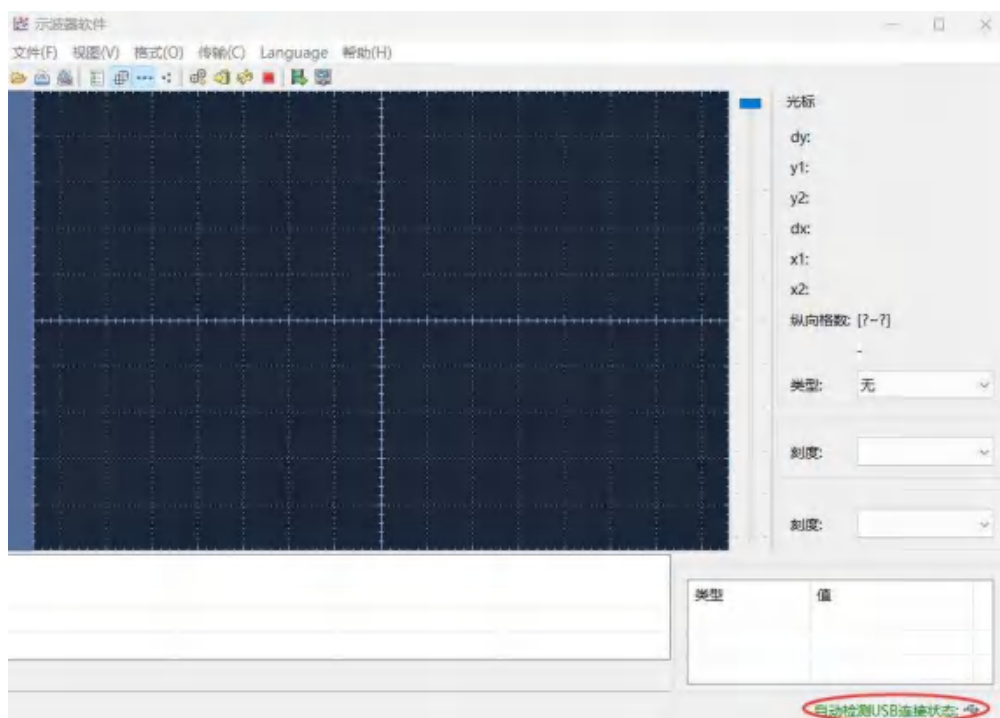 示波器软件
文件(F) 视图(V) 格式(O) 传输(C) Language 帮助(H)
光标
dy:
y1:
y2:
dx:
x1:
x2:
纵向格数: [?~?]
-
类型: 无
刻度:
刻度:
类型 值
自动检测USB连接状态: